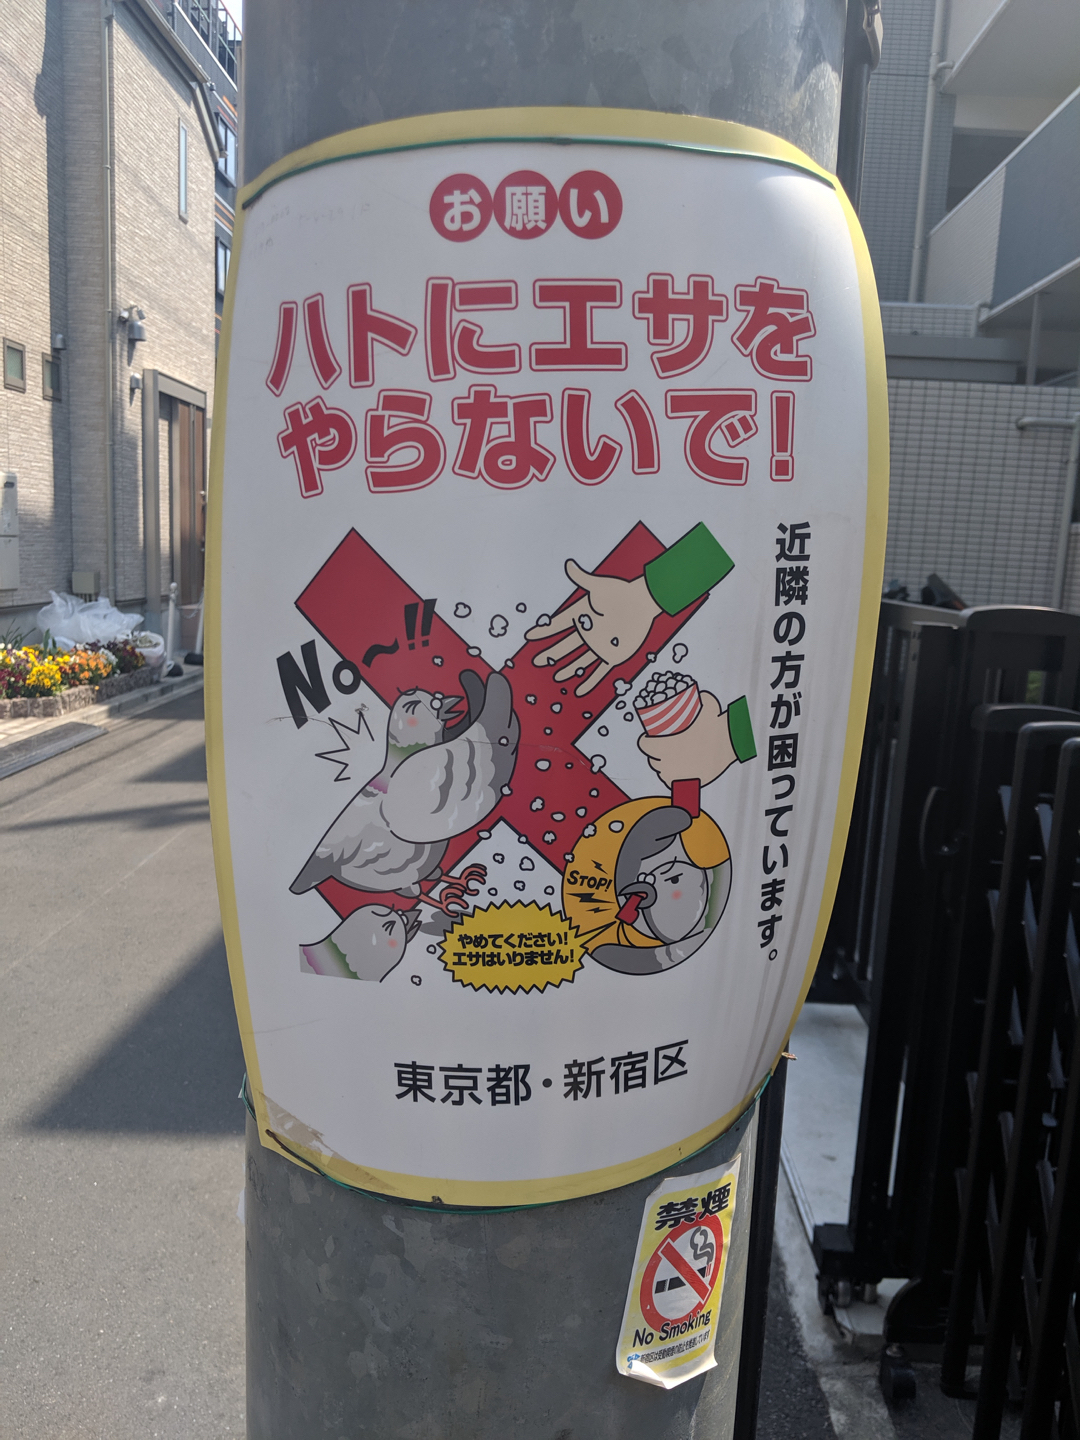 お願い
ハトにエサを
やらないで!
近隣の方が困っています。
No~!!
STOP!
やめてください!
エサはいりません!
東京都・新宿区
禁煙
No Smoking